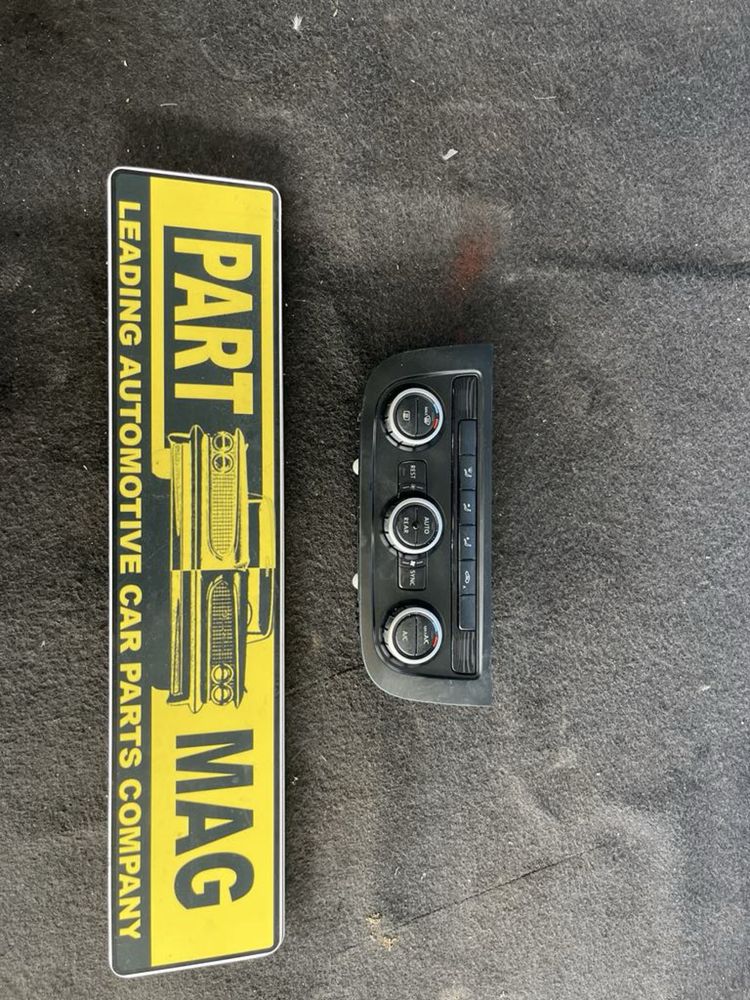 PART MAG
LEADING AUTOMOTIVE CAR PARTS COMPANY
REST
AUTO
REAR
SYNC
A/C